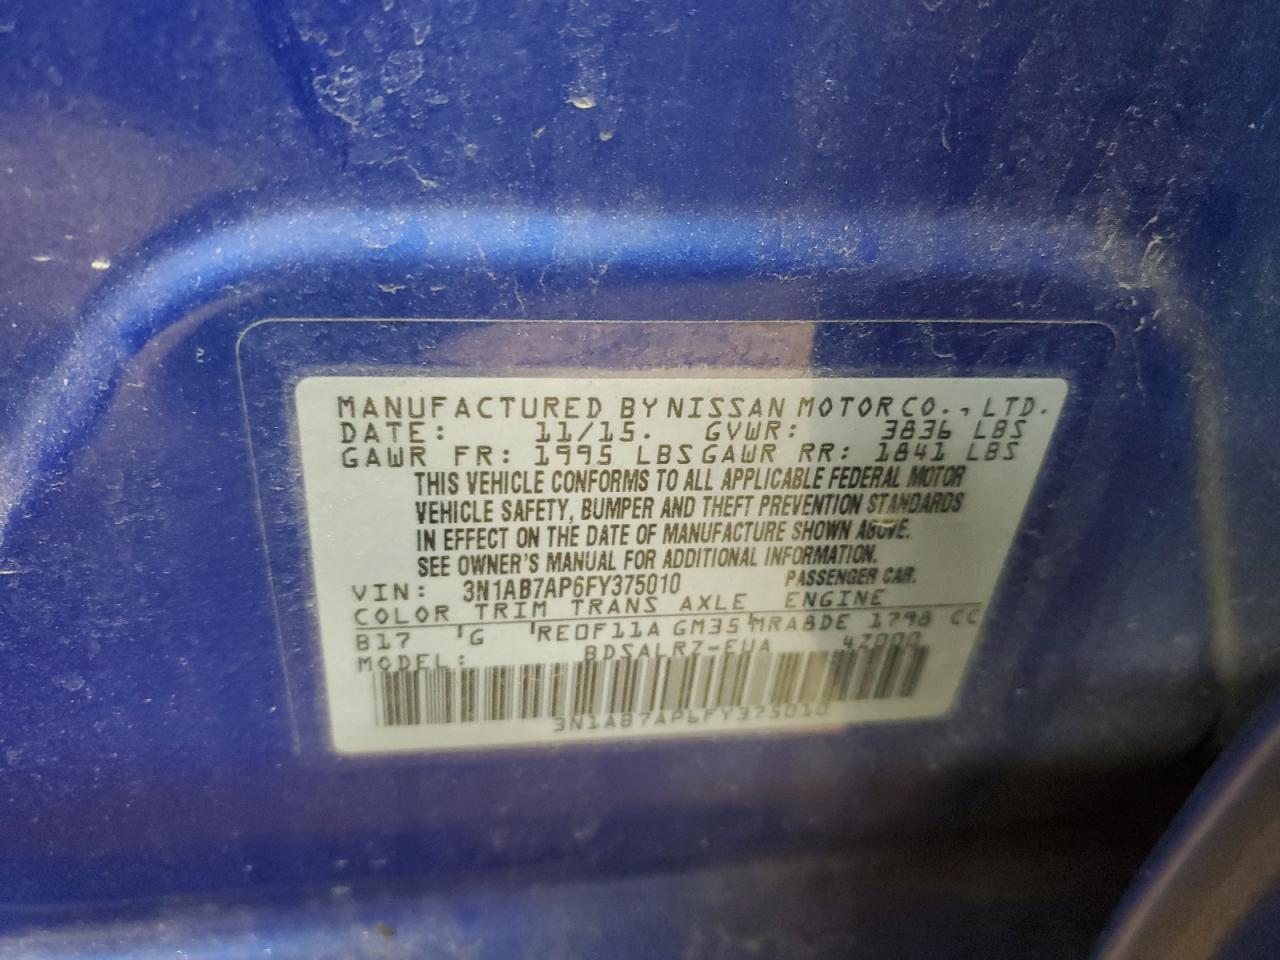 MANUFACTURED BY NISSAN MOTOR CO., LTD.
DATE: 11/15. GVWR: 3836 LBS
GAWR FR: 1995 LBS GAWR RR: 1841 LBS
THIS VEHICLE CONFORMS TO ALL APPLICABLE FEDERAL MOTOR
VEHICLE SAFETY, BUMPER AND THEFT PREVENTION STANDARDS
IN EFFECT ON THE DATE OF MANUFACTURE SHOWN ABOVE.
SEE OWNER'S MANUAL FOR ADDITIONAL INFORMATION.
VIN: 3N1AB7AP6FY375010 PASSENGER CAR.
COLOR TRIM TRANS AXLE ENGINE
B17 G RE0F11A GM35 MRA8DE 1798 CC
MODEL: BDSALRZ-EUA 4Z000
3N1AB7AP6FY375010